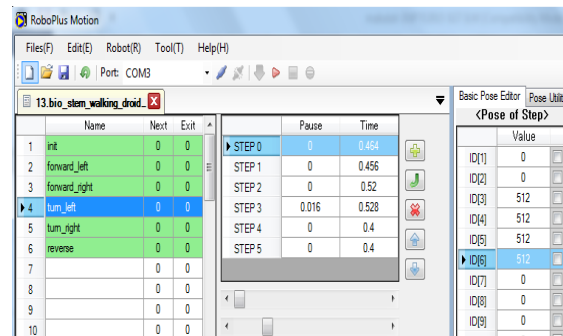 RoboPlus Motion
Files(F) Edit(E) Robot(R) Tool(T) Help(H)
Port: COM3
13.bio_stem_walking_droid_
Basic Pose Editor Pose Utilit
<Pose of Step>
Name Next Exit
1 init 0 0
2 forward_left 0 0
3 forward_right 0 0
4 turn_left 0 0
5 turn_right 0 0
6 reverse 0 0
7 0 0
8 0 0
9 0 0
10 0 0
Pause Time
STEP 0 0 0.464
STEP 1 0 0.456
STEP 2 0 0.52
STEP 3 0.016 0.528
STEP 4 0 0.4
STEP 5 0 0.4
Value
ID[1] 0
ID[2] 0
ID[3] 512
ID[4] 512
ID[5] 512
ID[6] 512
ID[7] 0
ID[8] 0
ID[9] 0